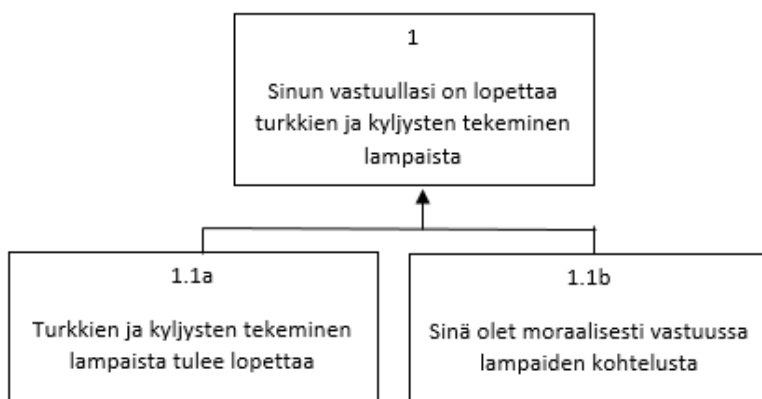 1
Sinun vastuullasi on lopettaa
turkkien ja kyljysten tekeminen
lampaista
1.1a
Turkkien ja kyljysten tekeminen
lampaista tulee lopettaa
1.1b
Sinä olet moraalisesti vastuussa
lampaiden kohtelusta